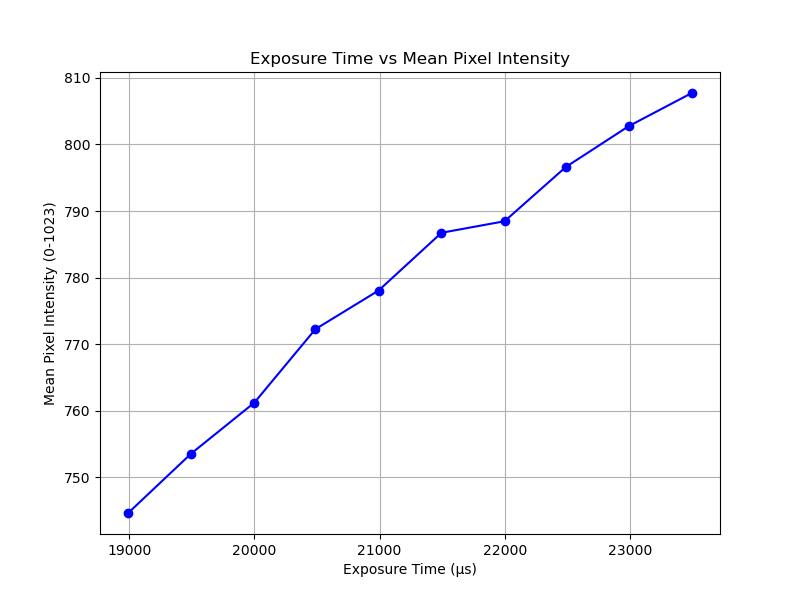 Exposure Time vs Mean Pixel Intensity
Mean Pixel Intensity (0-1023)
810
800
790
780
770
760
750
19000 20000 21000 22000 23000
Exposure Time (μs)